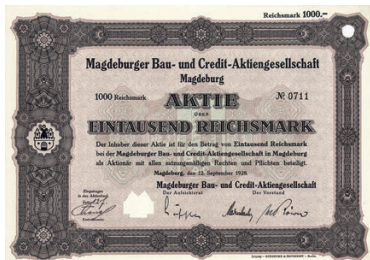 Reichsmark 1000.—
Magdeburger Bau- und Credit-Aktiengesellschaft
Magdeburg
1000 Reichsmark № 0711
AKTIE
ÜBER
EINTAUSEND REICHSMARK
Der Inhaber dieser Aktie ist für den Betrag von Eintausend Reichsmark
bei der Magdeburger Bau- und Credit-Aktiengesellschaft in Magdeburg
als Aktionär mit allen satzungsmäßigen Rechten und Pflichten beteiligt.
Magdeburg, den 12. September 1928.
Magdeburger Bau- und Credit-Aktiengesellschaft
Der Aufsichtsrat Der Vorstand
Eingetragen